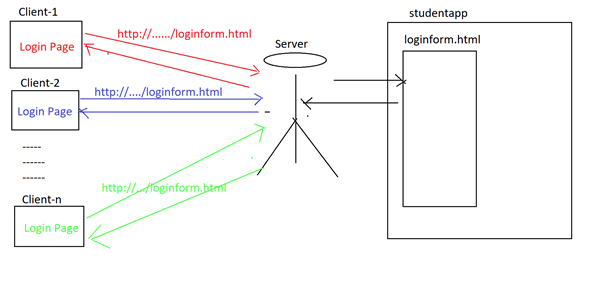 Client-1
Login Page
http://....../loginform.html
Client-2
Login Page
http://..../loginform.html
-----
------
------
Client-n
Login Page
http://.../loginform.html
Server
studentapp
loginform.html